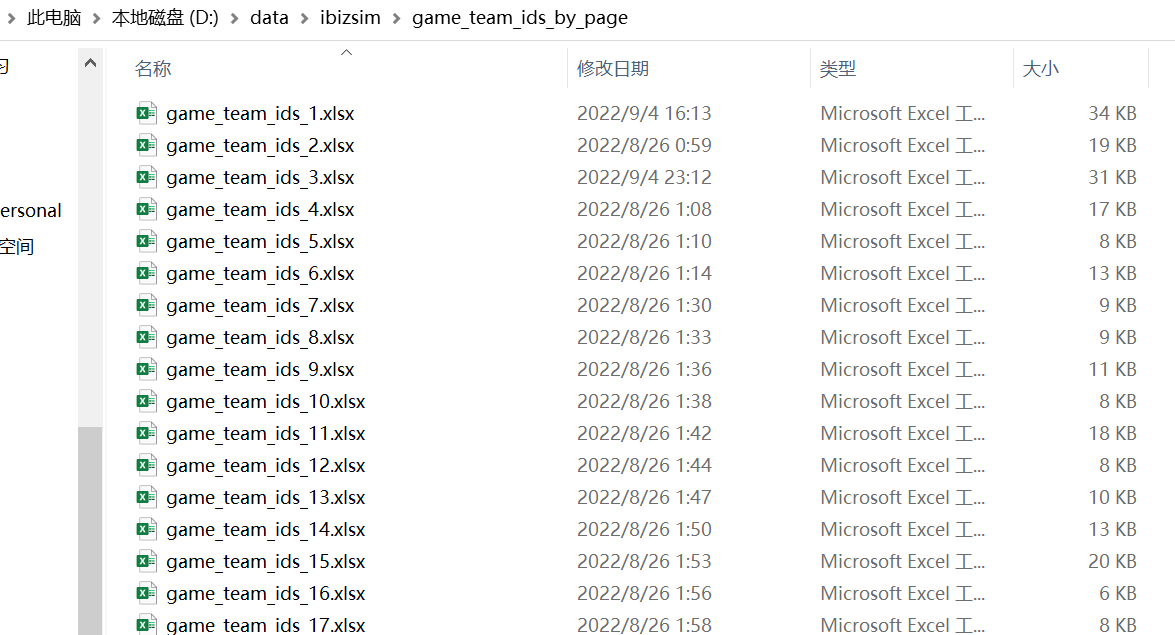 此电脑 本地磁盘 (D:) data ibizsim game_team_ids_by_page
习
名称 修改日期 类型 大小
game_team_ids_1.xlsx 2022/9/4 16:13 Microsoft Excel 工... 34 KB
game_team_ids_2.xlsx 2022/8/26 0:59 Microsoft Excel 工... 19 KB
game_team_ids_3.xlsx 2022/9/4 23:12 Microsoft Excel 工... 31 KB
ersonal game_team_ids_4.xlsx 2022/8/26 1:08 Microsoft Excel 工... 17 KB
空间 game_team_ids_5.xlsx 2022/8/26 1:10 Microsoft Excel 工... 8 KB
game_team_ids_6.xlsx 2022/8/26 1:14 Microsoft Excel 工... 13 KB
game_team_ids_7.xlsx 2022/8/26 1:30 Microsoft Excel 工... 9 KB
game_team_ids_8.xlsx 2022/8/26 1:33 Microsoft Excel 工... 9 KB
game_team_ids_9.xlsx 2022/8/26 1:36 Microsoft Excel 工... 11 KB
game_team_ids_10.xlsx 2022/8/26 1:38 Microsoft Excel 工... 8 KB
game_team_ids_11.xlsx 2022/8/26 1:42 Microsoft Excel 工... 18 KB
game_team_ids_12.xlsx 2022/8/26 1:44 Microsoft Excel 工... 8 KB
game_team_ids_13.xlsx 2022/8/26 1:47 Microsoft Excel 工... 10 KB
game_team_ids_14.xlsx 2022/8/26 1:50 Microsoft Excel 工... 13 KB
game_team_ids_15.xlsx 2022/8/26 1:53 Microsoft Excel 工... 20 KB
game_team_ids_16.xlsx 2022/8/26 1:56 Microsoft Excel 工... 6 KB
game_team_ids_17.xlsx 2022/8/26 1:58 Microsoft Excel 工... 8 KB